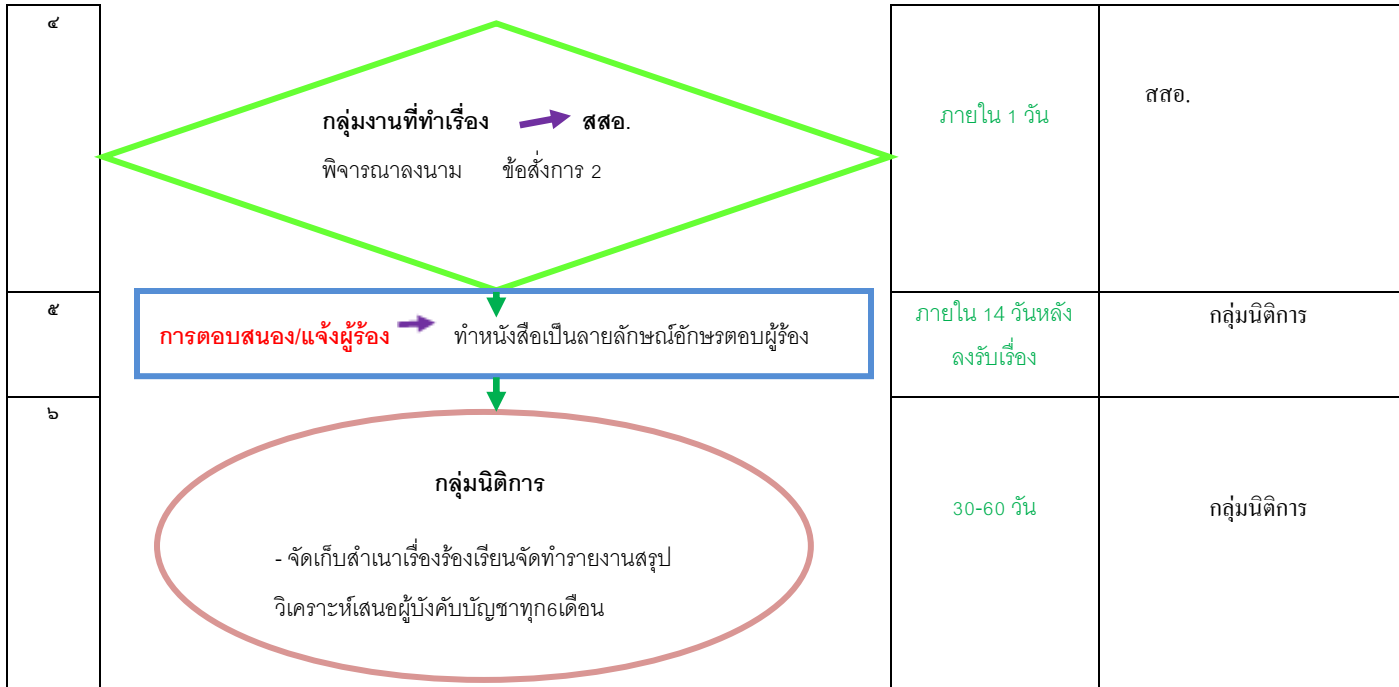 ๔
กลุ่มงานที่ทำเรื่อง สสอ.
พิจารณาลงนาม ข้อสั่งการ 2
ภายใน 1 วัน
สสอ.
๕
การตอบสนอง/แจ้งผู้ร้อง ทำหนังสือเป็นลายลักษณ์อักษรตอบผู้ร้อง
ภายใน 14 วันหลัง
ลงรับเรื่อง
กลุ่มนิติการ
๖
กลุ่มนิติการ
- จัดเก็บสำเนาเรื่องร้องเรียนจัดทำรายงานสรุป
วิเคราะห์เสนอผู้บังคับบัญชาทุก6เดือน
30-60 วัน
กลุ่มนิติการ